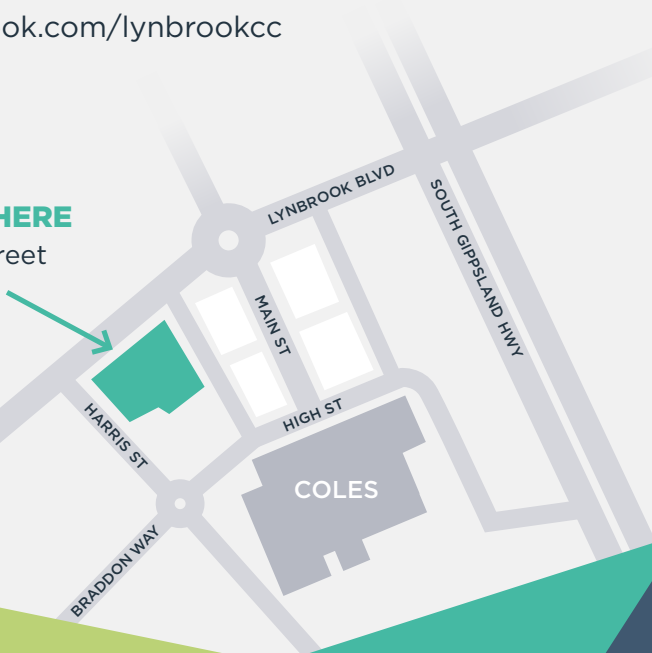 ok.com/lynbrookcc
HERE
reet
LYNBROOK BLVD
SOUTH GIPPSLAND HWY
MAIN ST
HIGH ST
HARRIS ST
COLES
BRADDON WAY